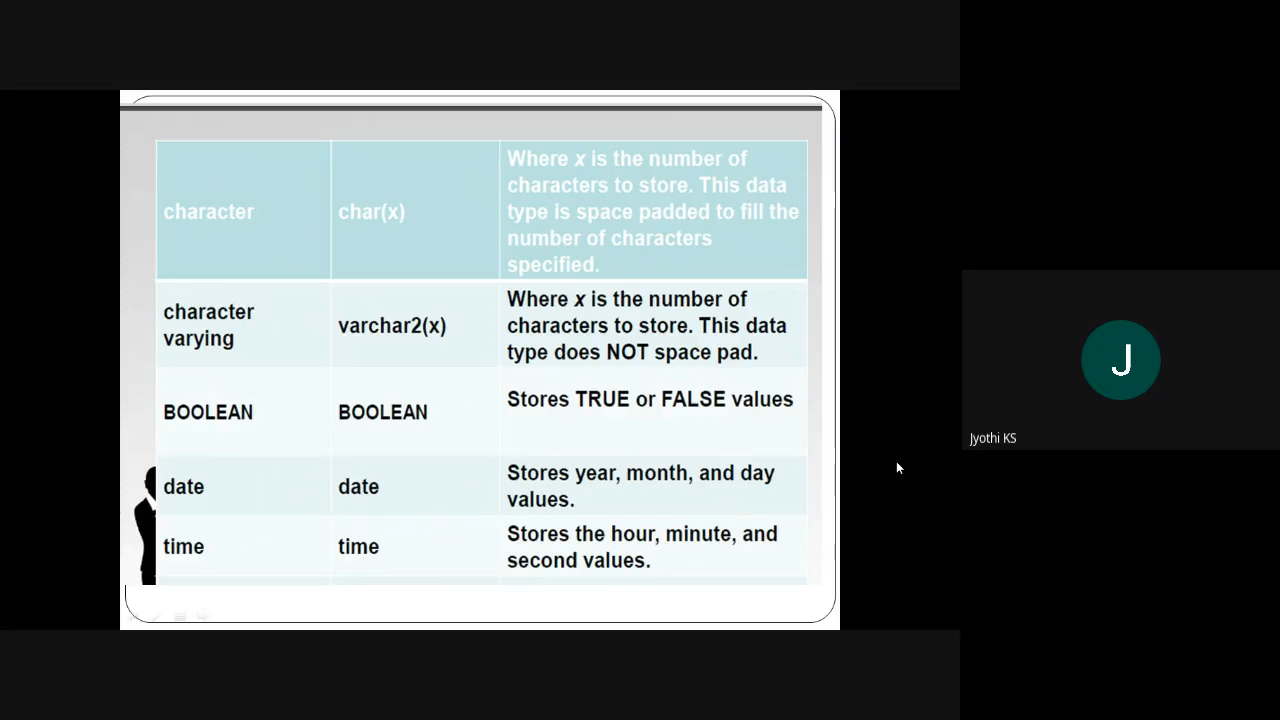 character
char(x)
Where x is the number of
characters to store. This data
type is space padded to fill the
number of characters
specified.
character
varying
varchar2(x)
Where x is the number of
characters to store. This data
type does NOT space pad.
BOOLEAN
BOOLEAN
Stores TRUE or FALSE values
date
date
Stores year, month, and day
values.
time
time
Stores the hour, minute, and
second values.
J
Jyothi KS